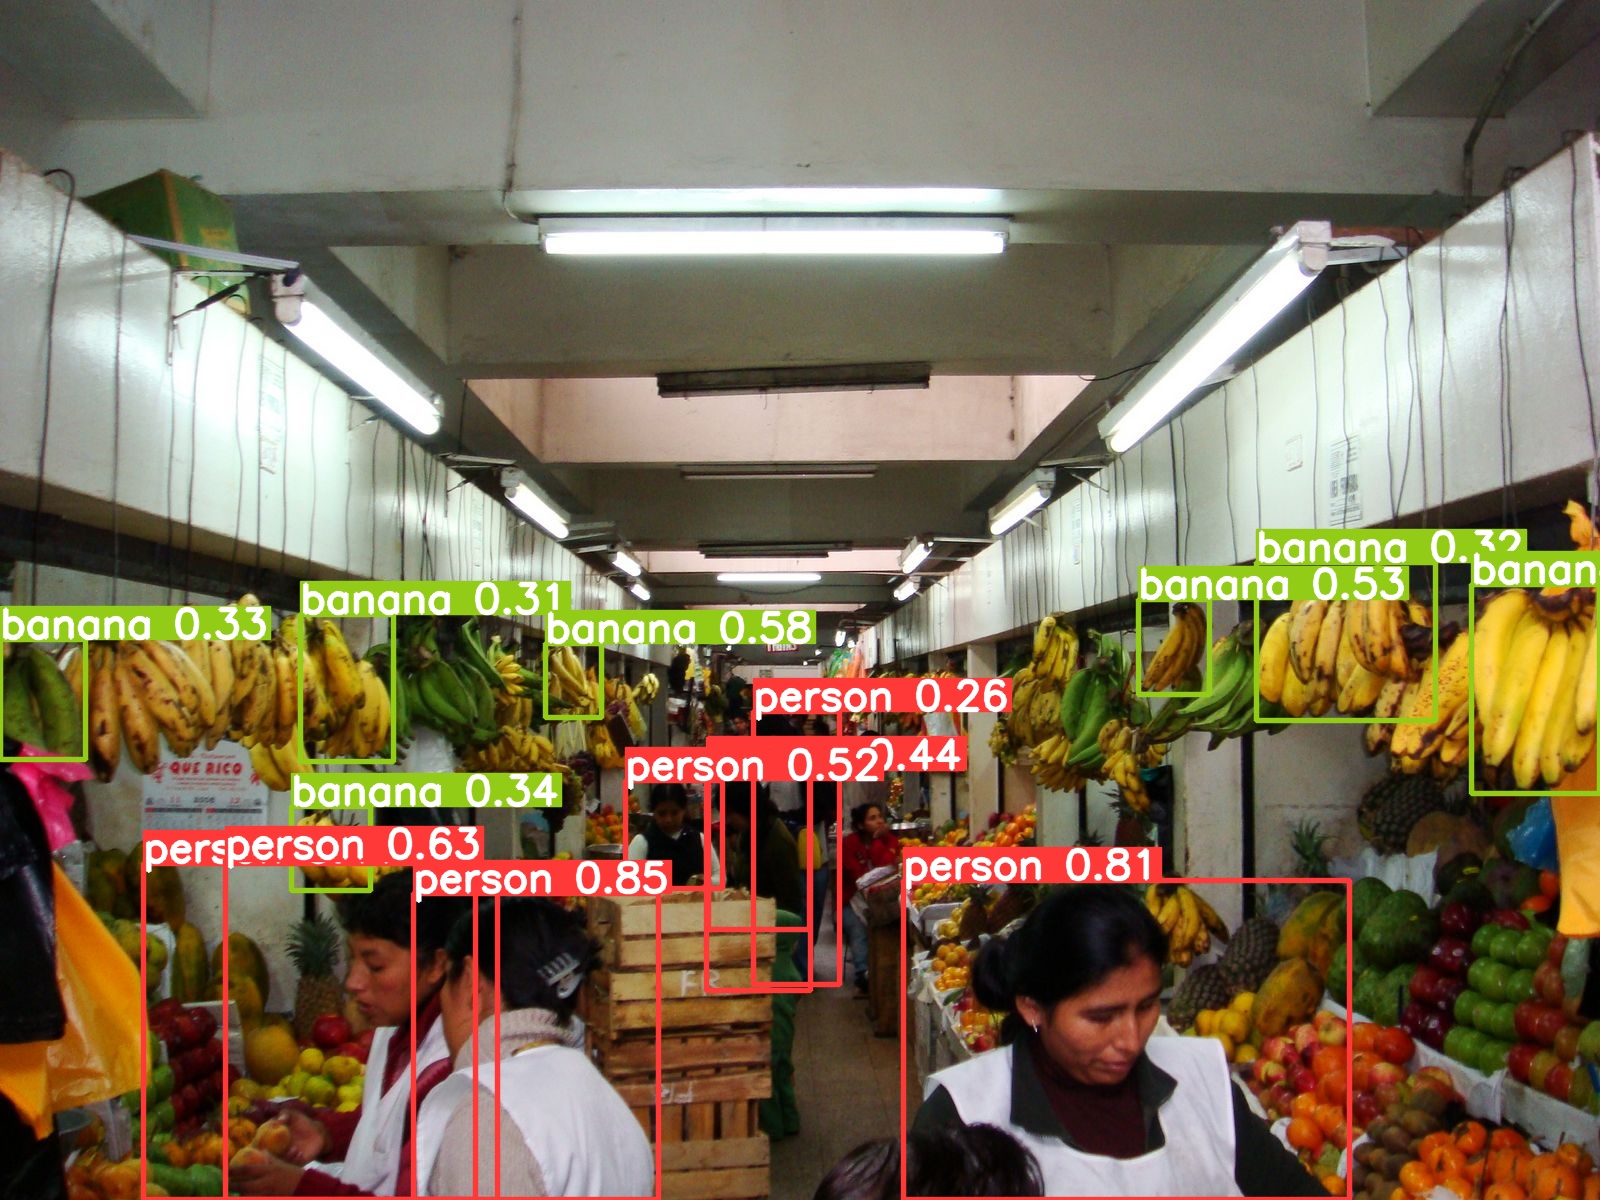 banana 0.32
banan
banana 0.53
banana 0.31
banana 0.33
banana 0.58
person 0.26
0.44
person 0.52
QUE RICO
banana 0.34
pers
person 0.63
person 0.81
person 0.85